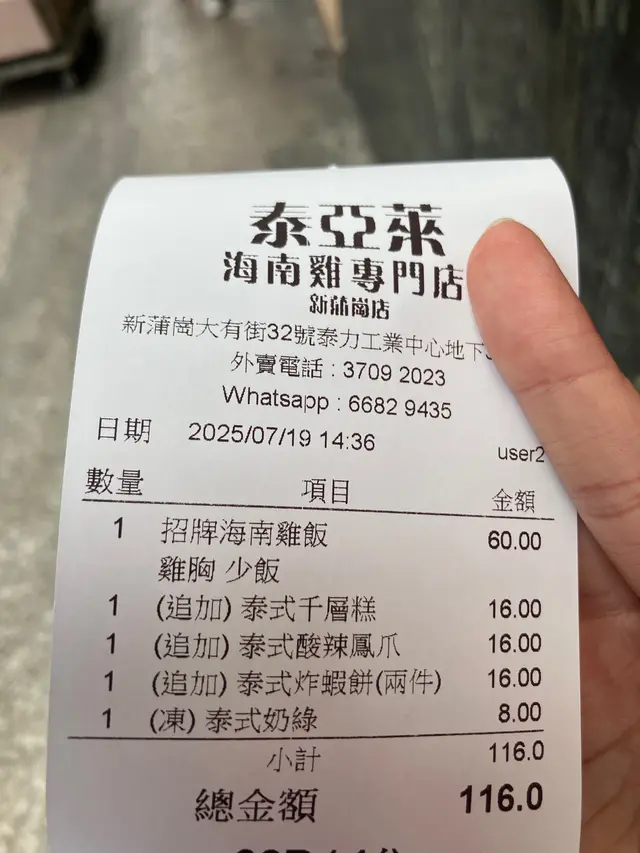 泰亞萊
海南雞專門店
新蒲崗店
新蒲崗大有街32號泰力工業中心地下
外賣電話 : 3709 2023
Whatsapp : 6682 9435
日期 2025/07/19 14:36 user2
數量 項目 金額
1 招牌海南雞飯 60.00
雞胸 少飯
1 (追加) 泰式千層糕 16.00
1 (追加) 泰式酸辣鳳爪 16.00
1 (追加) 泰式炸蝦餅(兩件) 16.00
1 (凍) 泰式奶綠 8.00
小計 116.0
總金額 116.0